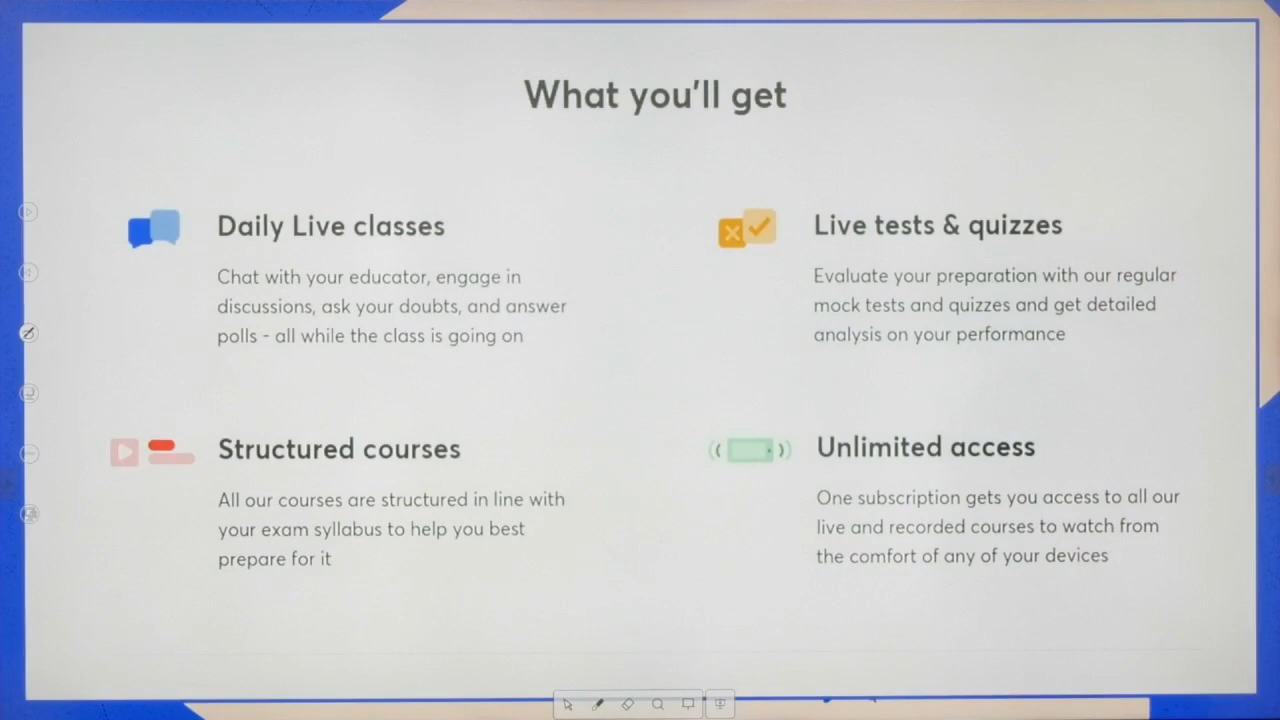 What you'll get
Daily Live classes
Chat with your educator, engage in
discussions, ask your doubts, and answer
polls - all while the class is going on
Live tests & quizzes
Evaluate your preparation with our regular
mock tests and quizzes and get detailed
analysis on your performance
Structured courses
All our courses are structured in line with
your exam syllabus to help you best
prepare for it
Unlimited access
One subscription gets you access to all our
live and recorded courses to watch from
the comfort of any of your devices